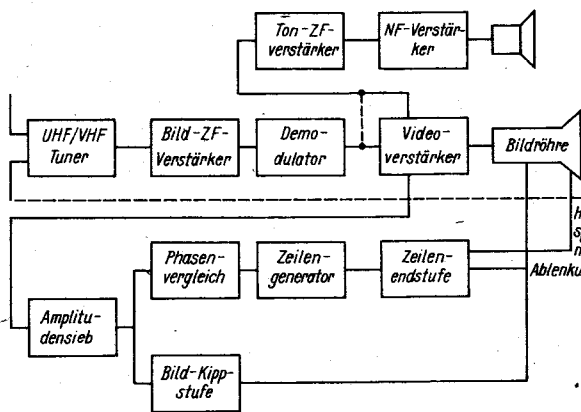 Ton-ZF-
verstärker
NF-Verstär-
ker
UHF/VHF
Tuner
Bild-ZF-
Verstärker
Demo-
dulator
Video-
verstärker
Bildröhre
Phasen-
vergleich
Zeilen-
generator
Zeilen-
endstufe
Amplitu-
densieb
Bild-Kipp-
stufe